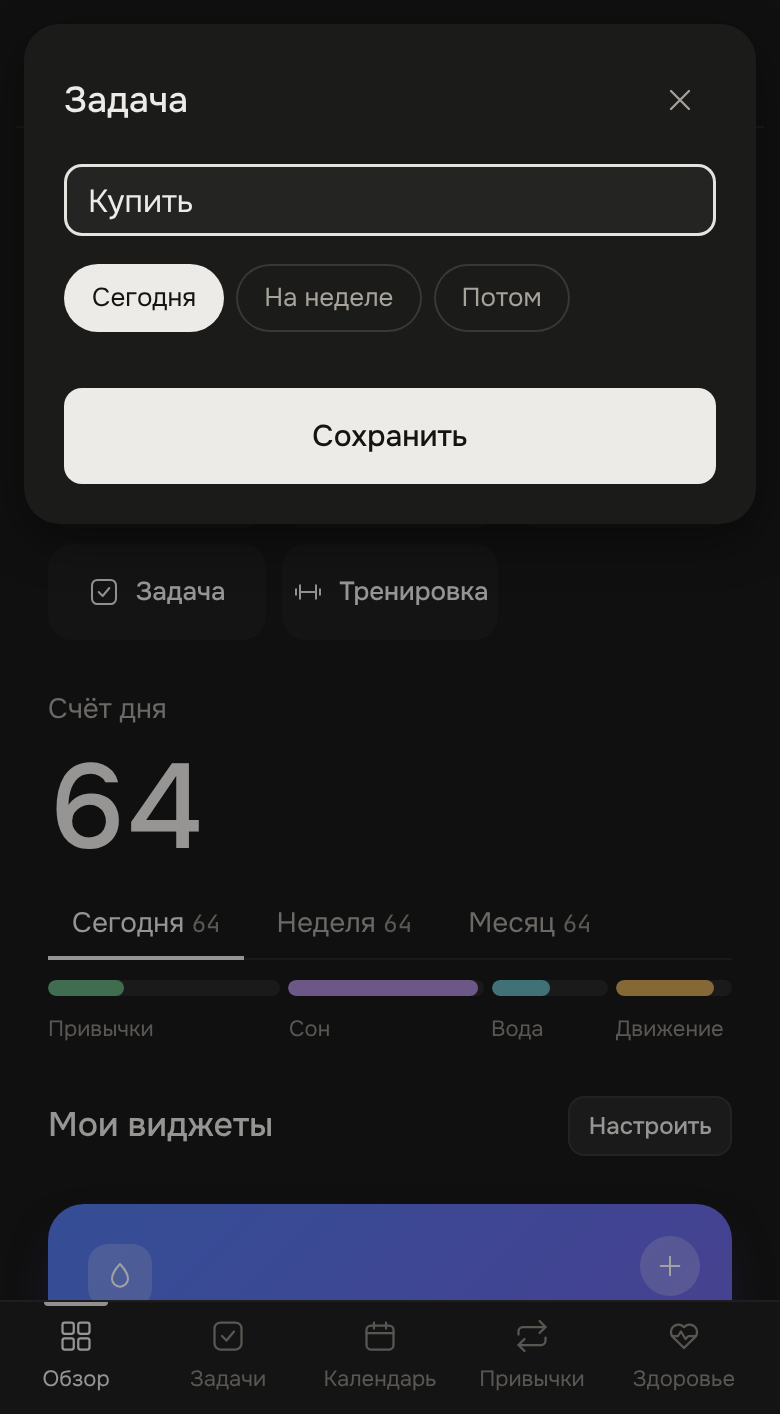 Задача
Купить
Сегодня На неделе Потом
Сохранить
Задача Тренировка
Счёт дня
64
Сегодня 64 Неделя 64 Месяц 64
Привычки Сон Вода Движение
Мои виджеты Настроить
Обзор Задачи Календарь Привычки Здоровье